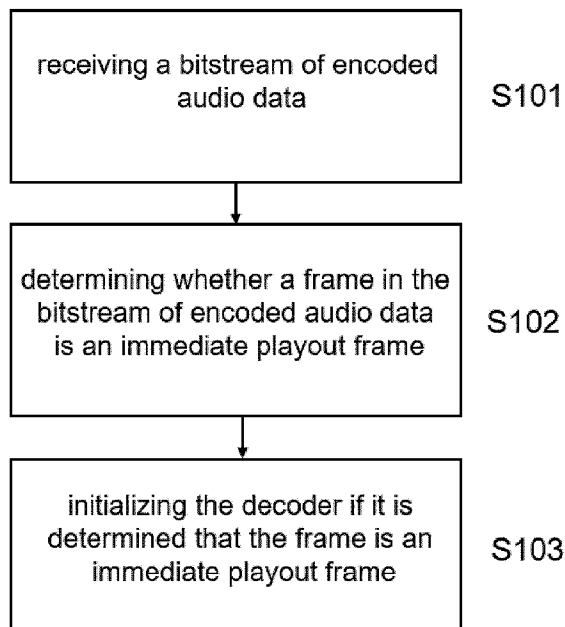 receiving a bitstream of encoded
audio data
S101
determining whether a frame in the
bitstream of encoded audio data
is an immediate playout frame
S102
initializing the decoder if it is
determined that the frame is an
immediate playout frame
S103